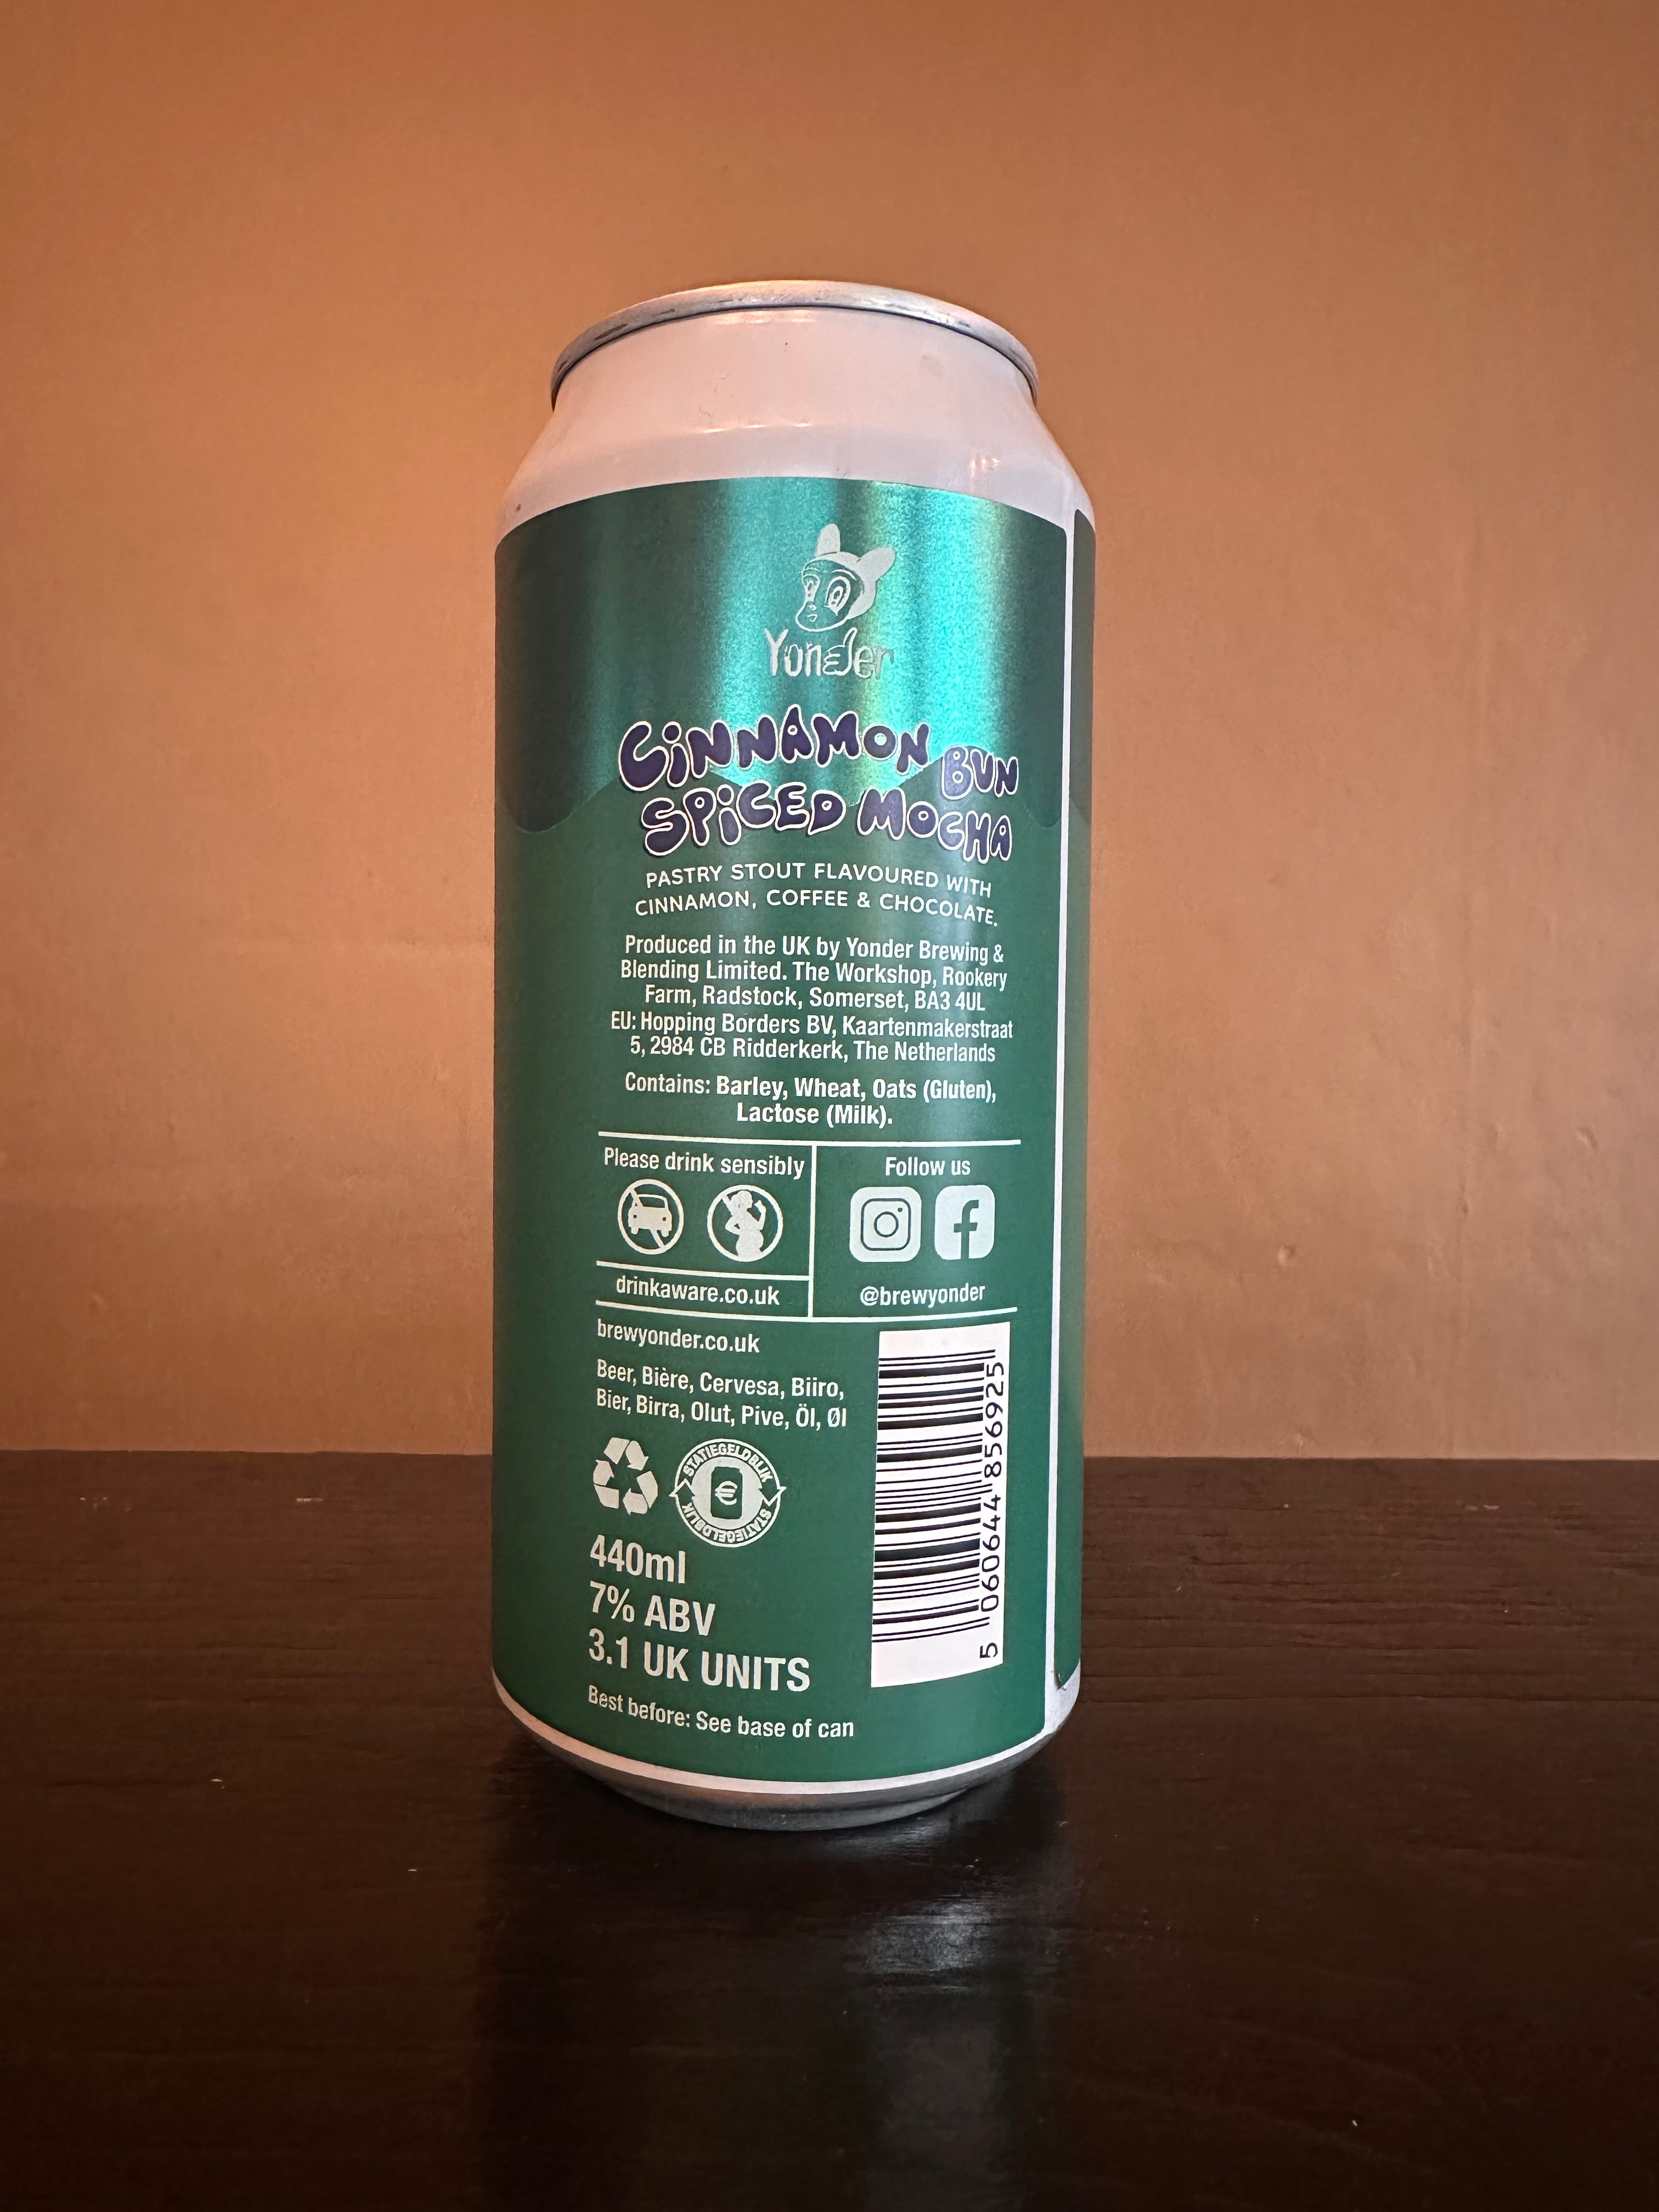 Yonder
CINNAMON BUN
SPICED MOCHA
PASTRY STOUT FLAVOURED WITH
CINNAMON, COFFEE & CHOCOLATE.
Produced in the UK by Yonder Brewing &
Blending Limited. The Workshop, Rookery
Farm, Radstock, Somerset, BA3 4UL
EU: Hopping Borders BV, Kaartenmakerstraat
5, 2984 CB Ridderkerk, The Netherlands
Contains: Barley, Wheat, Oats (Gluten),
Lactose (Milk).
Please drink sensibly
drinkaware.co.uk
Follow us
@brewyonder
brewyonder.co.uk
Beer, Bière, Cervesa, Biiro,
Bier, Birra, Olut, Pive, Öl, Øl
STATIEGELDBLIK
€
STATIEGELDBLIK
440ml
7% ABV
3.1 UK UNITS
Best before: See base of can
5 060644 856925